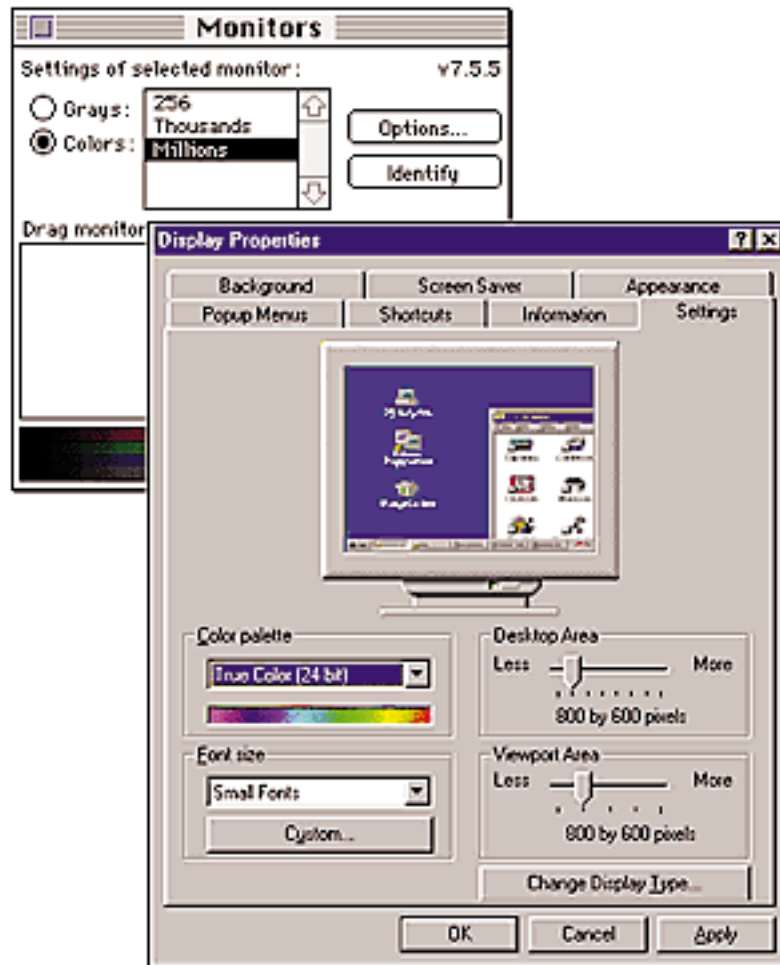 Monitors
Settings of selected monitor: v7.5.5
Grays: 256
Thousands
Colors: Millions
Options...
Identify
Drag monitor
Display Properties
Background Screen Saver Appearance
Popup Menus Shortcuts Information Settings
Color palette
True Color (24 bit)
Desktop Area
Less More
800 by 600 pixels
Font size
Small Fonts
Custom...
Viewport Area
Less More
800 by 600 pixels
Change Display Type...
OK Cancel Apply